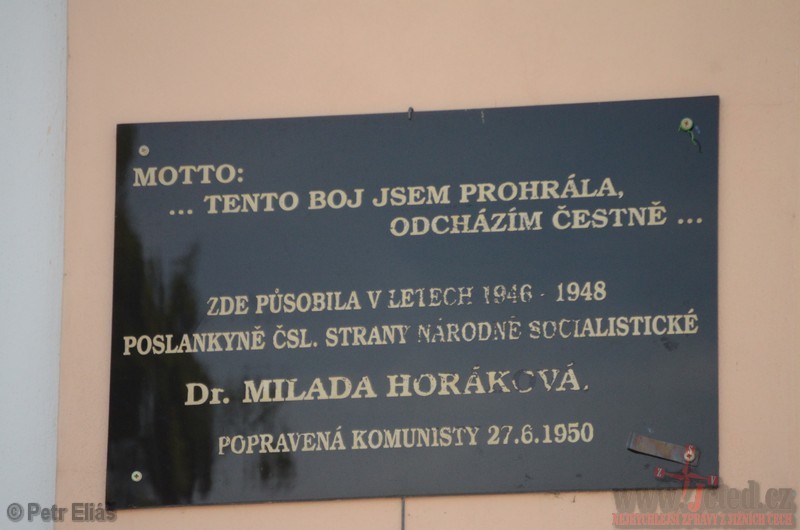 MOTTO:
... TENTO BOJ JSEM PROHRÁLA,
ODCHÁZÍM ČESTNĚ ...
ZDE PŮSOBILA V LETECH 1946 - 1948
POSLANKYNĚ ČSL. STRANY NÁRODNĚ SOCIALISTICKÉ
Dr. MILADA HORÁKOVÁ,
POPRAVENÁ KOMUNISTY 27.6.1950
© Petr Eliáš